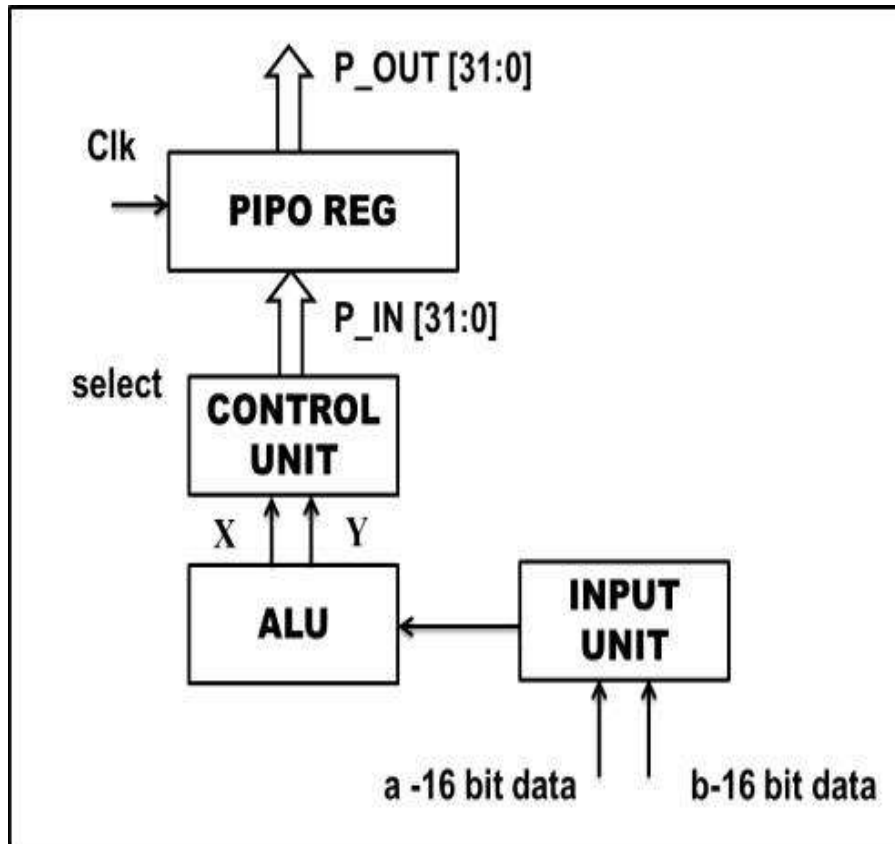 P_OUT [31:0]
Clk
PIPO REG
P_IN [31:0]
select
CONTROL
UNIT
X
Y
ALU
INPUT
UNIT
a -16 bit data
b-16 bit data